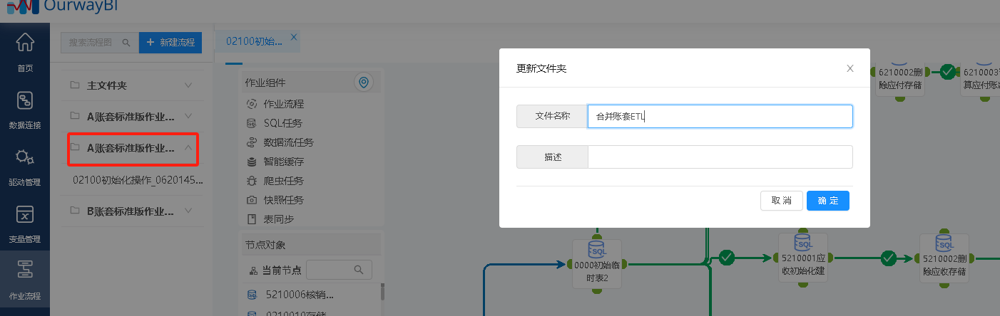 OurwayBI
首页
数据连接
驱动管理
变量管理
作业流程
搜索流程图
+ 新建流程
主文件夹
A账套标准版作业...
A账套标准版作业...
02100初始化操作_0620145...
B账套标准版作业...
02100初始...
作业组件
作业流程
SQL任务
数据流任务
智能缓存
爬虫任务
快照任务
表同步
节点对象
当前节点
5210006核销...
0210010存储
更新文件夹
文件名称
合并账套ETL
描述
取消
确定
6210002删
除应付存储
6210003
算应付账
SQL
0000初始临
时表2
SQL
5210001应
收初始化建
SQL
5210002删
除应收存储